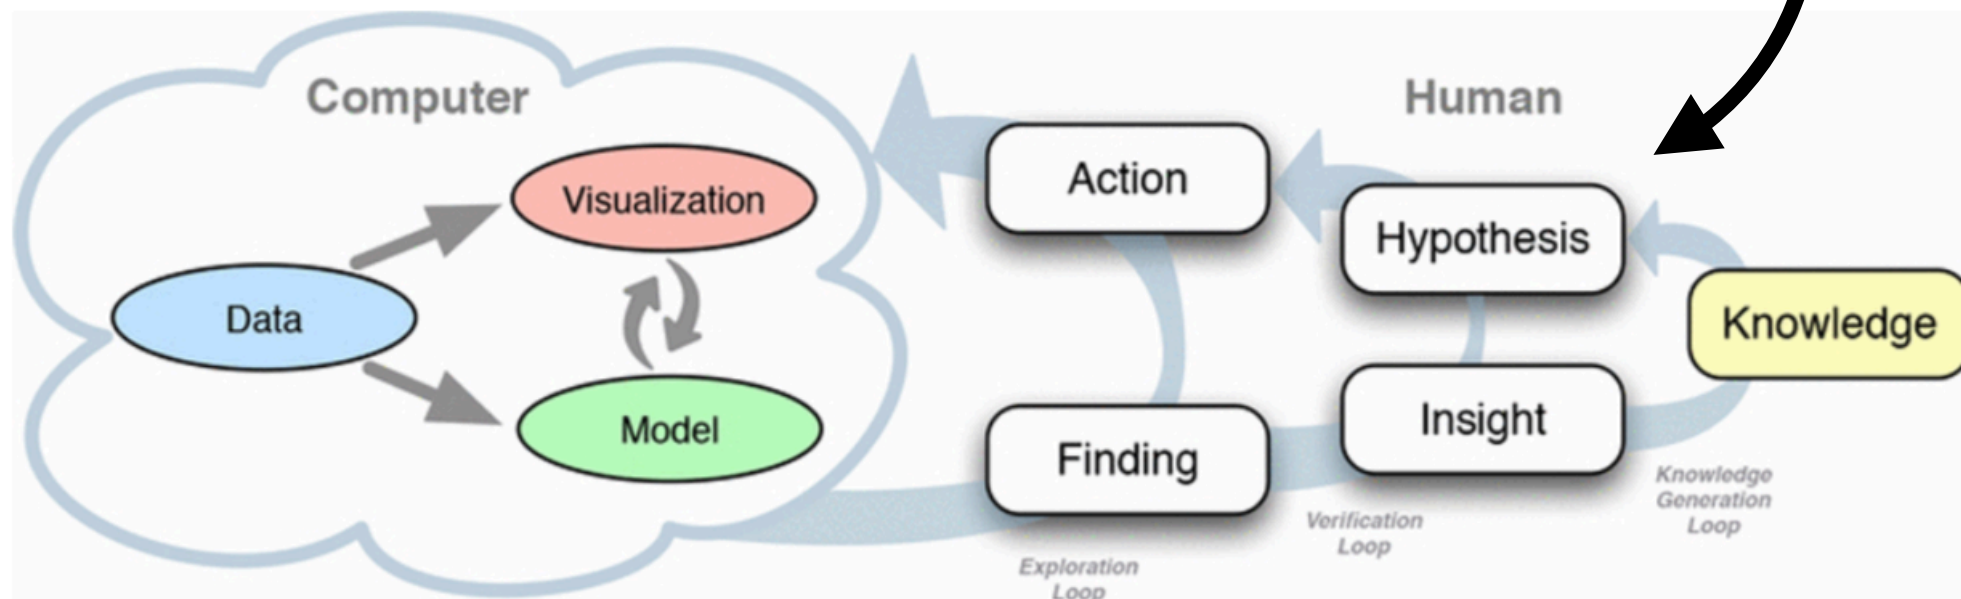 Computer
Human
Visualization
Data
Model
Action
Hypothesis
Knowledge
Finding
Insight
Exploration
Loop
Verification
Loop
Knowledge
Generation
Loop